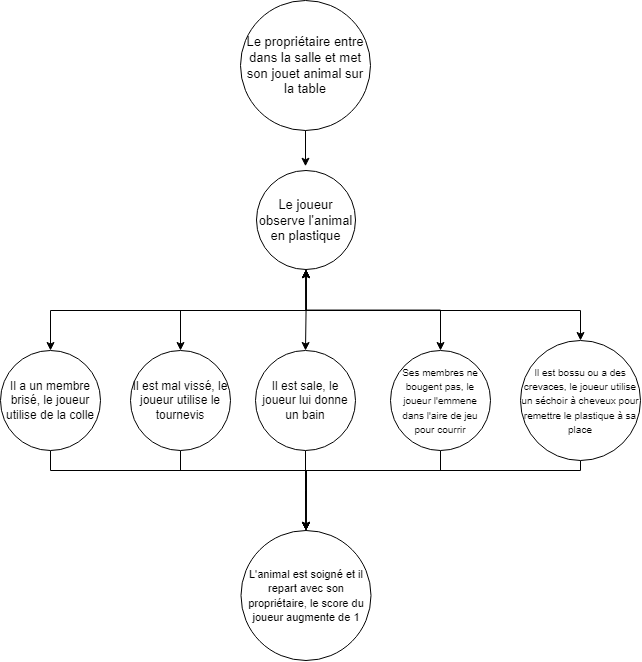 Le propriétaire entre
dans la salle et met
son jouet animal sur
la table
Le joueur
observe l'animal
en plastique
Il a un membre
brisé, le joueur
utilise de la colle
Il est mal vissé, le
joueur utilise le
tournevis
Il est sale, le
joueur lui donne
un bain
Ses membres ne
bougent pas, le
joueur l'emmene
dans l'aire de jeu
pour courrir
Il est bossu ou a des
crevaces, le joueur utilise
un séchoir à cheveux pour
remettre le plastique à sa
place
L'animal est soigné et il
repart avec son
propriétaire, le score du
joueur augmente de 1